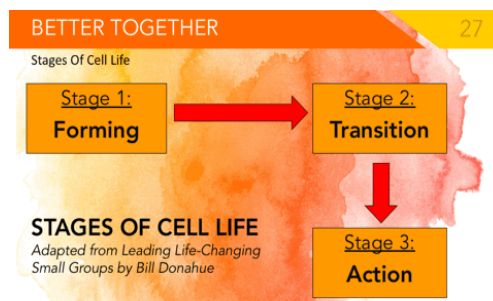 BETTER TOGETHER
27
Stages Of Cell Life
Stage 1:
Forming
Stage 2:
Transition
STAGES OF CELL LIFE
Adapted from Leading Life-Changing
Small Groups by Bill Donahue
Stage 3:
Action